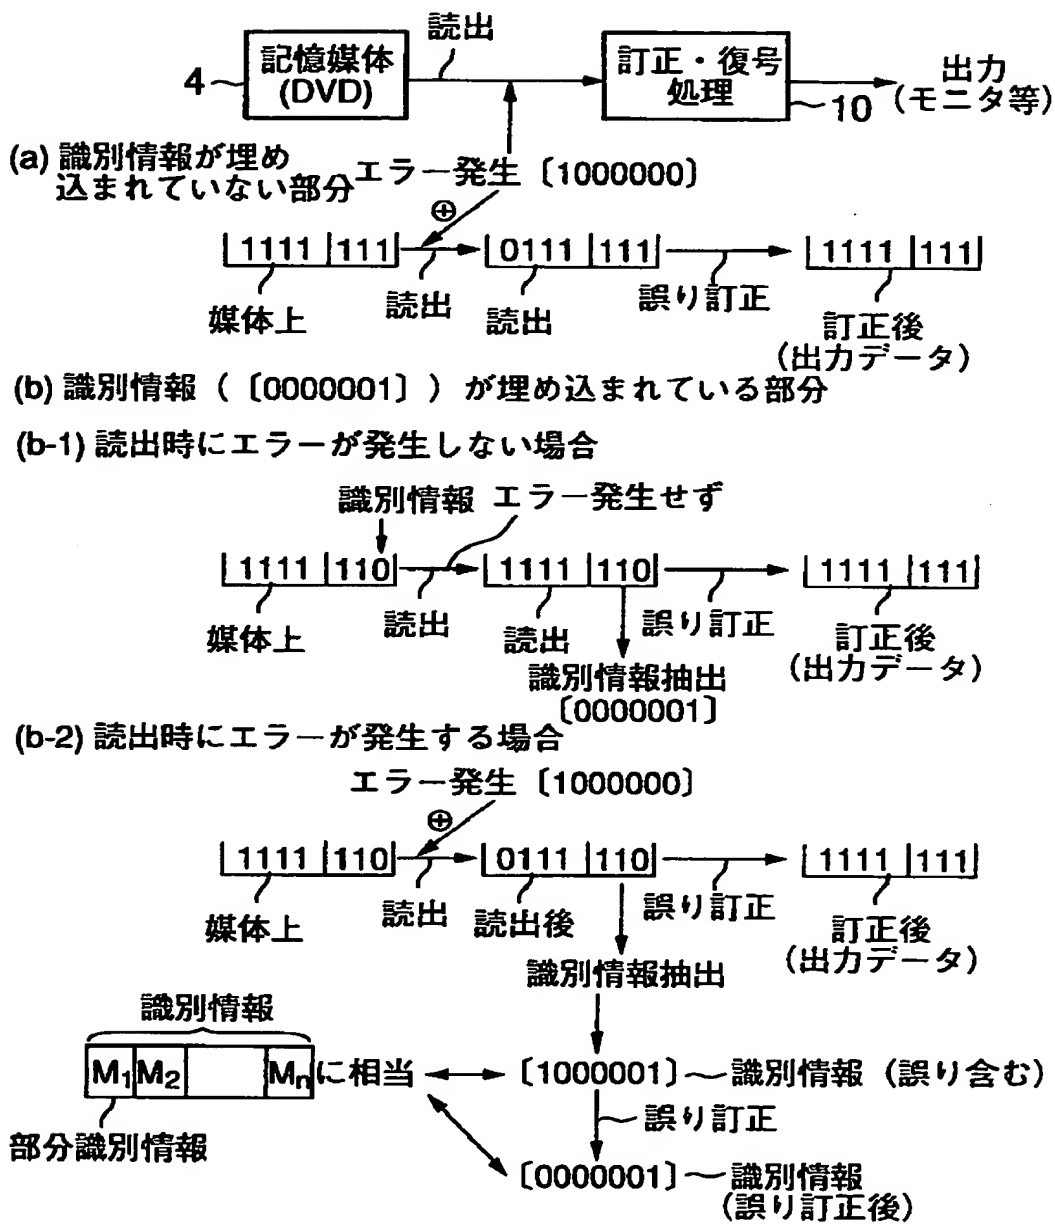 読出
4
記憶媒体
(DVD)
訂正・復号
処理
10
出力
(モニタ等)
(a) 識別情報が埋め
込まれていない部分
エラー発生〔1000000〕
⊕
1111 111
0111 111
1111 111
媒体上
読出
読出
誤り訂正
訂正後
(出力データ)
(b) 識別情報(〔0000001〕)が埋め込まれている部分
(b-1) 読出時にエラーが発生しない場合
識別情報 エラー発生せず
1111 110
1111 110
1111 111
媒体上
読出
読出
誤り訂正
訂正後
(出力データ)
識別情報抽出
〔0000001〕
(b-2) 読出時にエラーが発生する場合
エラー発生〔1000000〕
⊕
1111 110
0111 110
1111 111
媒体上
読出
読出後
誤り訂正
訂正後
(出力データ)
識別情報抽出
識別情報
M1 M2 Mn に相当
部分識別情報
〔1000001〕 識別情報(誤り含む)
誤り訂正
〔0000001〕 識別情報
(誤り訂正後)